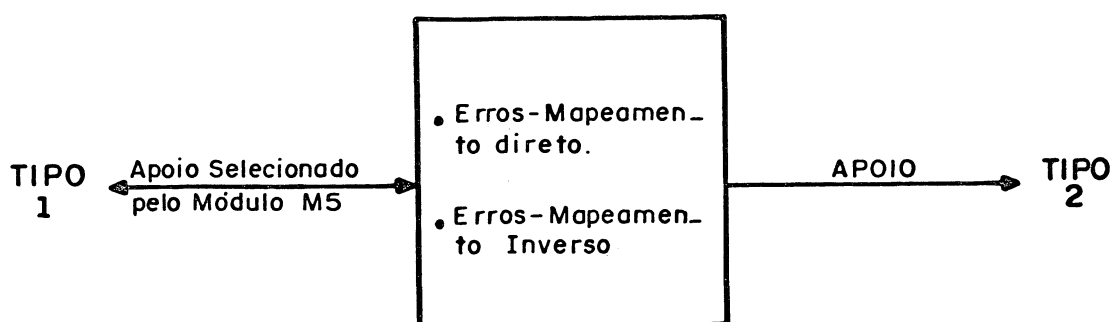 • Erros-Mapeamen_
to direto.
TIPO
1
Apoio Selecionado
pelo Módulo M5
APOIO
TIPO
2
• Erros-Mapeamen_
to Inverso